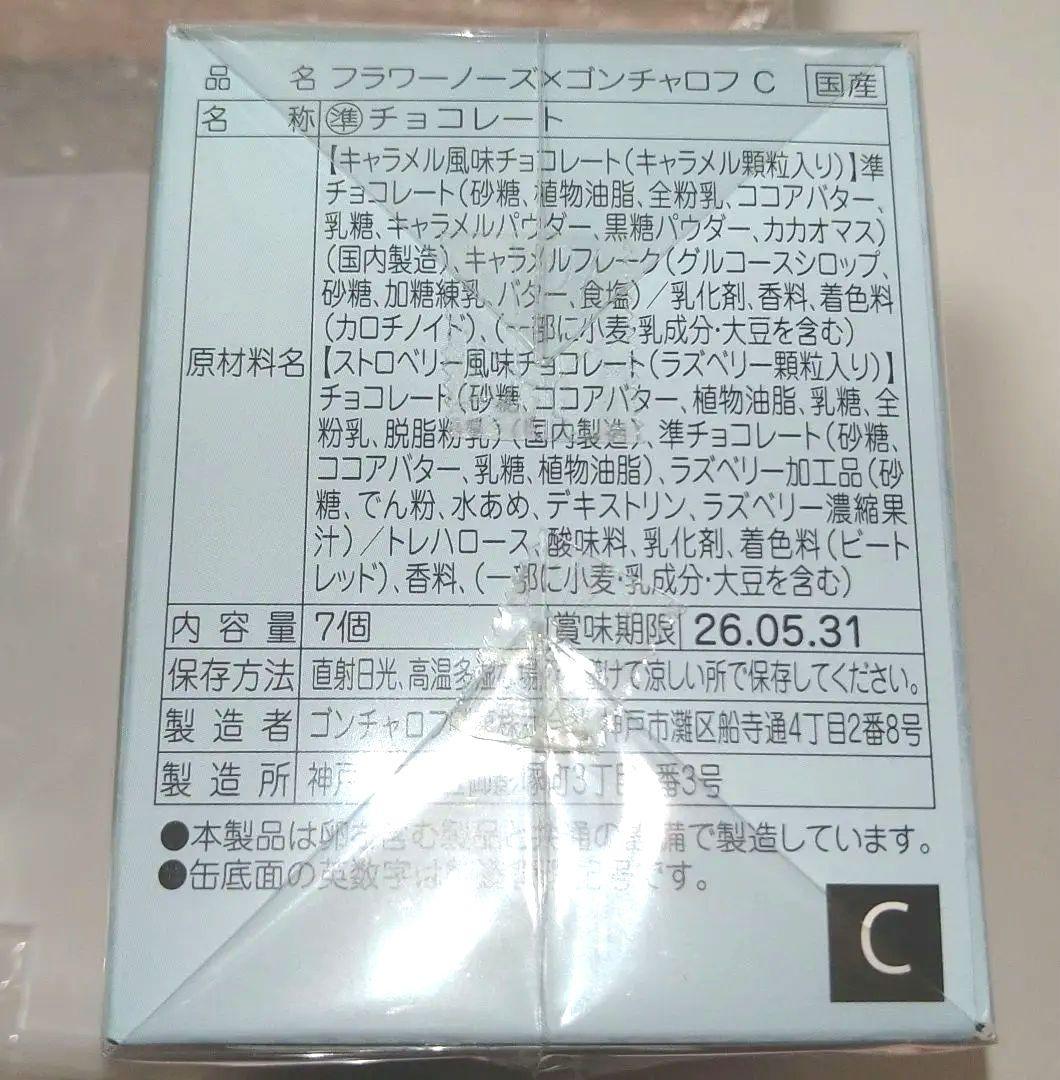 品名 フラワーノーズ×ゴンチャロフ C 国産
名称 準チョコレート
原材料名
【キャラメル風味チョコレート(キャラメル顆粒入り)】準
チョコレート(砂糖、植物油脂、全粉乳、ココアバター、
乳糖、キャラメルパウダー、黒糖パウダー、カカオマス)
(国内製造)、キャラメルフレーク(グルコースシロップ、
砂糖、加糖練乳、バター、食塩)/乳化剤、香料、着色料
(カロチノイド)、(一部に小麦・乳成分・大豆を含む)
【ストロベリー風味チョコレート(ラズベリー顆粒入り)】
チョコレート(砂糖、ココアバター、植物油脂、乳糖、全
粉乳、脱脂粉乳)(国内製造)、準チョコレート(砂糖、
ココアバター、乳糖、植物油脂)、ラズベリー加工品(砂
糖、でん粉、水あめ、デキストリン、ラズベリー濃縮果
汁)/トレハロース、酸味料、乳化剤、着色料(ビート
レッド)、香料、(一部に小麦・乳成分・大豆を含む)
内容量 7個 賞味期限 26.05.31
保存方法 直射日光、高温多湿 場 けて涼しい所で保存してください。
製造者 ゴンチャロフ 神戸市灘区船寺通4丁目2番8号
製造所 神戸 町3丁目 番3号
●本製品は卵を含む製品と共通の設備で製造しています。
●缶底面の英数字は です。
C